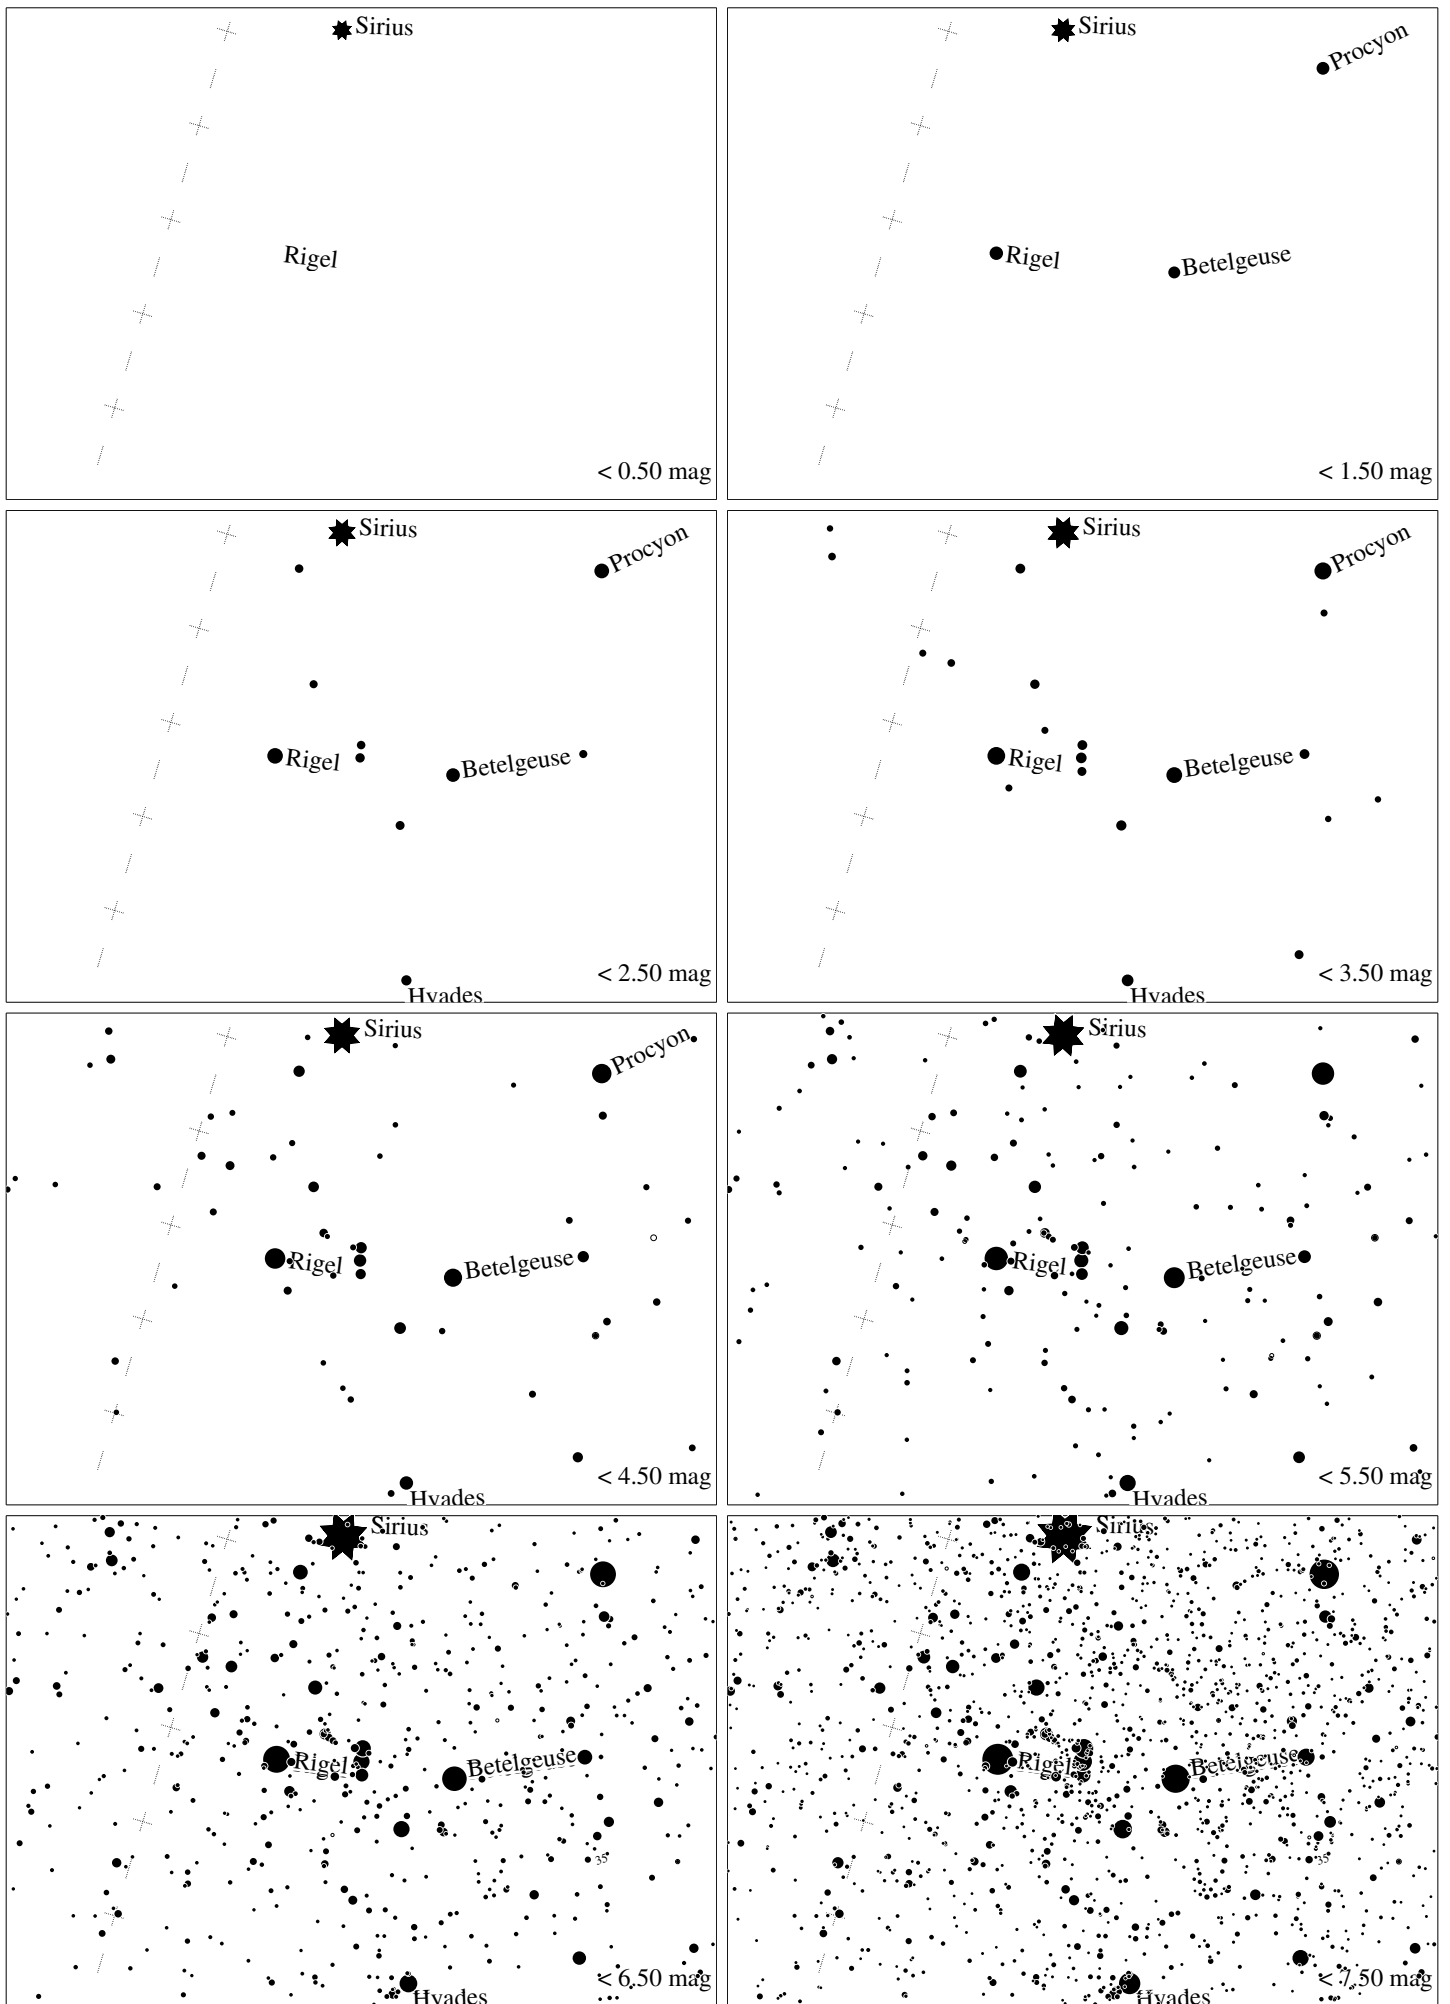 Sirius
Rigel
< 0.50 mag
Sirius
Procyon
Rigel
Betelgeuse
< 1.50 mag
Sirius
Procyon
Rigel
Betelgeuse
< 2.50 mag
Hyades
Sirius
Procyon
Rigel
Betelgeuse
< 3.50 mag
Hyades
Sirius
Procyon
Rigel
Betelgeuse
< 4.50 mag
Hyades
Sirius
Rigel
Betelgeuse
< 5.50 mag
Hyades
Sirius
Rigel
Betelgeuse
35
< 6.50 mag
Hyades
Sirius
Rigel
Betelgeuse
35
< 7.50 mag
Hyades